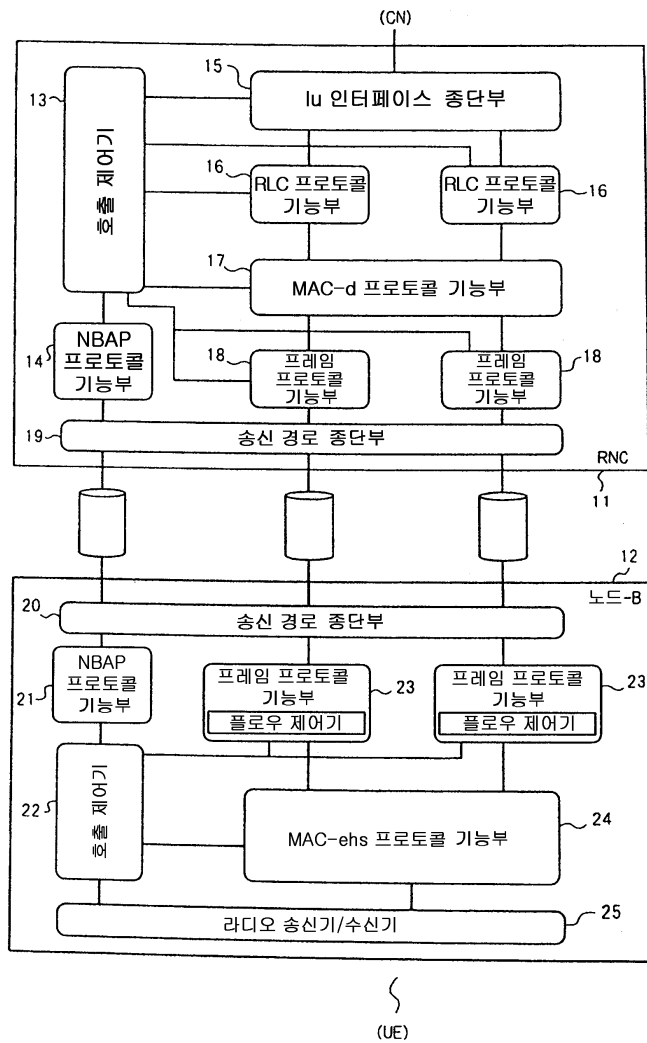 (CN)
15
13
Iu 인터페이스 종단부
호출 제어기
16
RLC 프로토콜
기능부
RLC 프로토콜
기능부
16
17
MAC-d 프로토콜 기능부
NBAP
프로토콜
기능부
14
18
프레임
프로토콜
기능부
프레임
프로토콜
기능부
18
19
송신 경로 종단부
RNC
11
12
노드-B
20
송신 경로 종단부
NBAP
프로토콜
기능부
21
프레임 프로토콜
기능부
플로우 제어기
23
프레임 프로토콜
기능부
플로우 제어기
23
22
호출 제어기
MAC-ehs 프로토콜 기능부
24
라디오 송신기/수신기
25
(UE)